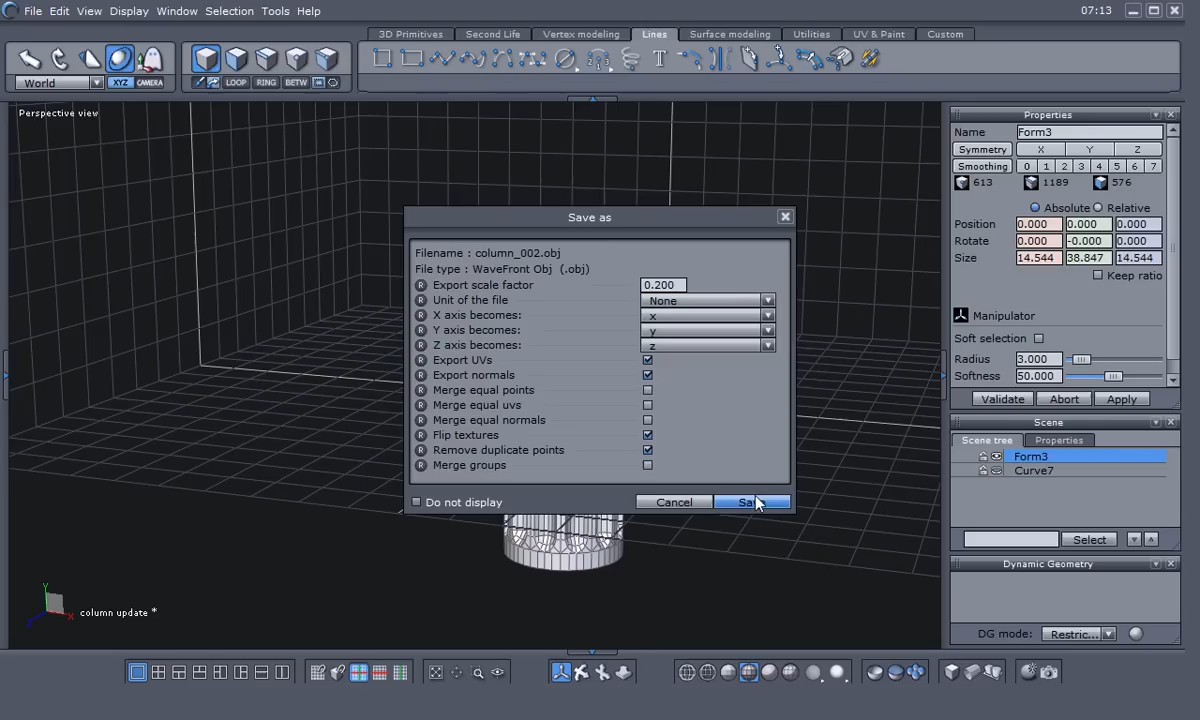 File Edit View Display Window Selection Tools Help 07:13
3D Primitives Second Life Vertex modeling Lines Surface modeling Utilities UV & Paint Custom
World XYZ CAMERA LOOP RING BETW
Perspective view
Properties
Name Form3
Symmetry X Y Z
Smoothing 0 1 2 3 4 5 6 7
613 1189 576
Absolute Relative
Position 0.000 0.000 0.000
Rotate 0.000 -0.000 0.000
Size 14.544 38.847 14.544
Keep ratio
Manipulator
Soft selection
Radius 3.000
Softness 50.000
Validate Abort Apply
Scene
Scene tree Properties
Form3
Curve7
Select
Dynamic Geometry
DG mode: Restric...
Save as
Filename : column_002.obj
File type : WaveFront Obj (.obj)
R Export scale factor 0.200
R Unit of the file None
R X axis becomes: x
R Y axis becomes: y
R Z axis becomes: z
R Export UVs
R Export normals
R Merge equal points
R Merge equal uvs
R Merge equal normals
R Flip textures
R Remove duplicate points
R Merge groups
Do not display Cancel
Y
X
column update *